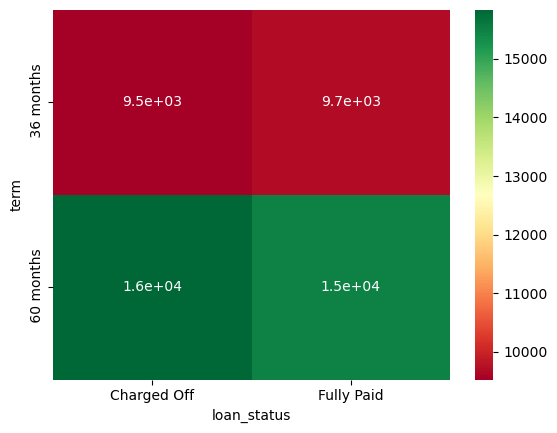 36 months
9.5e+03
9.7e+03
term
60 months
1.6e+04
1.5e+04
Charged Off
Fully Paid
loan_status
15000
14000
13000
12000
11000
10000